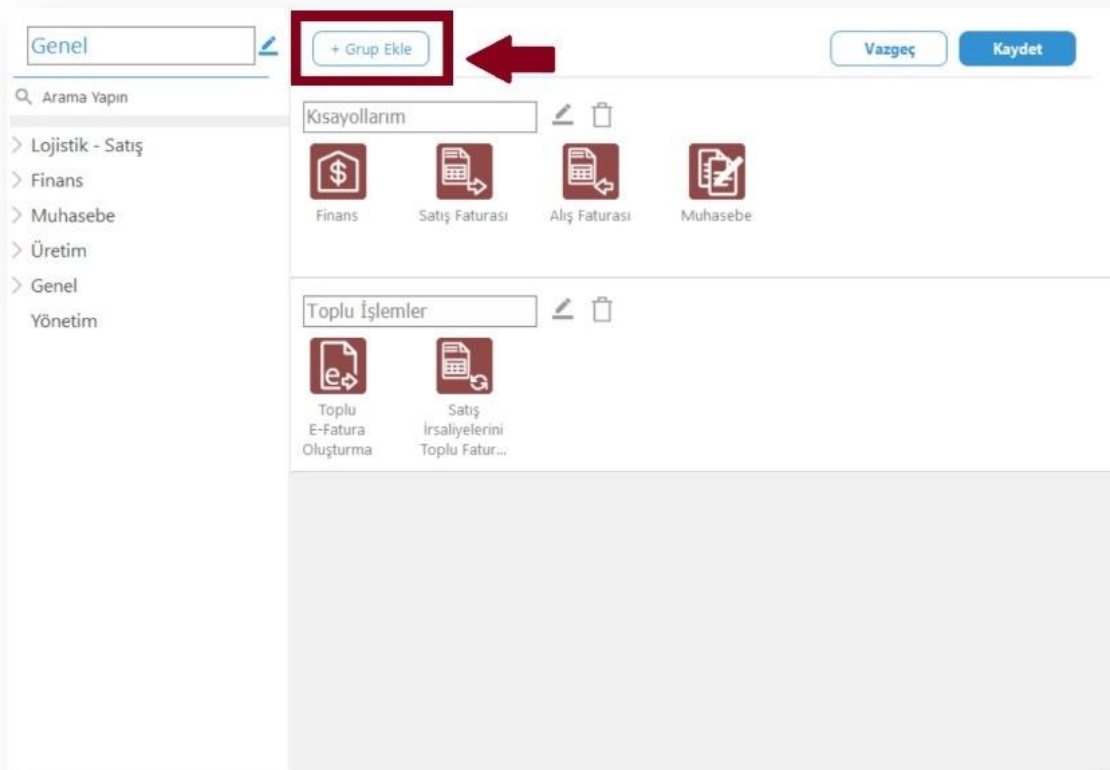 Genel
+ Grup Ekle
Vazgeç
Kaydet
Arama Yapın
Lojistik - Satış
Finans
Muhasebe
Üretim
Genel
Yönetim
Kısayollarım
Finans
Satış Faturası
Alış Faturası
Muhasebe
Toplu İşlemler
Toplu
E-Fatura
Oluşturma
Satış
İrsaliyelerini
Toplu Fatur...